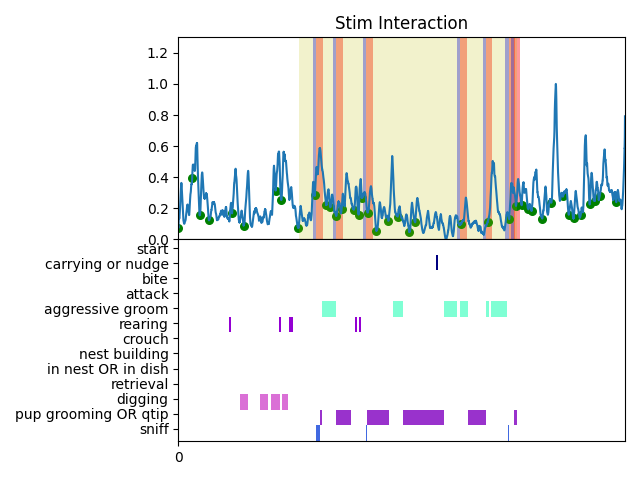 Stim Interaction
1.2
1.0
0.8
0.6
0.4
0.2
0.0
start
carrying or nudge
bite
attack
aggressive groom
rearing
crouch
nest building
in nest OR in dish
retrieval
digging
pup grooming OR qtip
sniff
0